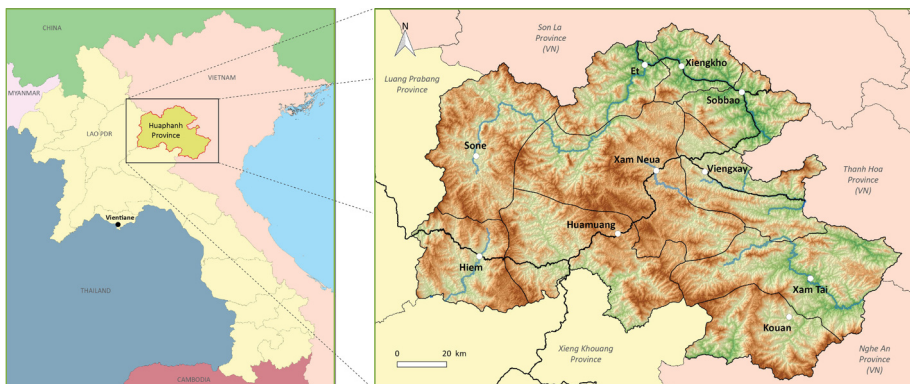 CHINA
VIETNAM
MYANMAR
LAO PDR
Huaphanh
Province
Vientiane
THAILAND
CAMBODIA
N
Son La
Province
(VN)
Luang Prabang
Province
Et
Xiengkho
Sobbao
Sone
Xam Neua
Viengxay
Thanh Hoa
Province
(VN)
Huamuang
Hiem
Xam Tai
Kouan
Xieng Khouang
Province
Nghe An
Province
(VN)
0 20 km